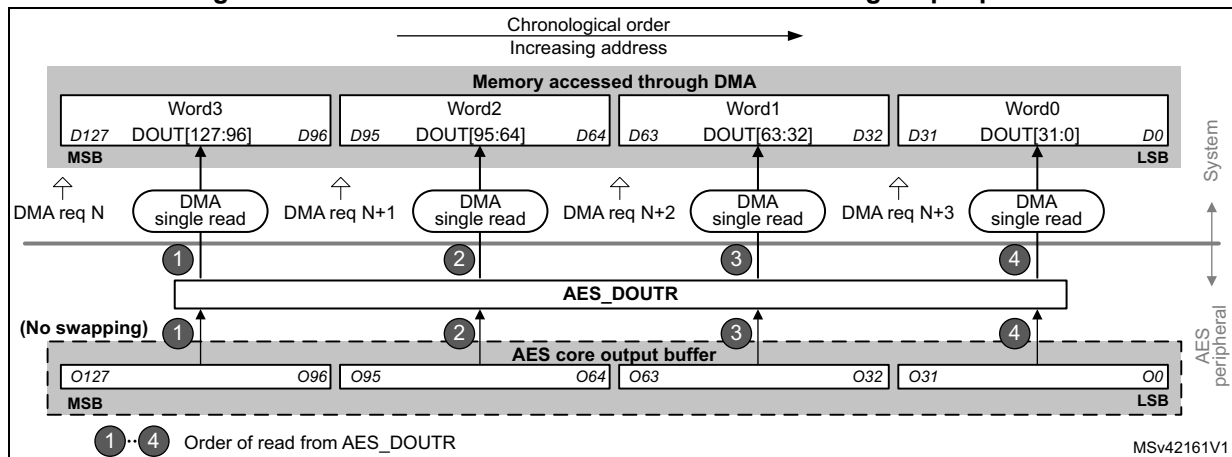 Chronological order
Increasing address
Memory accessed through DMA
Word3 Word2 Word1 Word0
D127 DOUT[127:96] D96 D95 DOUT[95:64] D64 D63 DOUT[63:32] D32 D31 DOUT[31:0] D0
MSB LSB
System
DMA req N DMA single read DMA req N+1 DMA single read DMA req N+2 DMA single read DMA req N+3 DMA single read
1 2 3 4
AES_DOUTR
(No swapping)
1 2 3 4
AES peripheral
AES core output buffer
O127 O96 O95 O64 O63 O32 O31 O0
MSB LSB
1··4 Order of read from AES_DOUTR
MSv42161V1